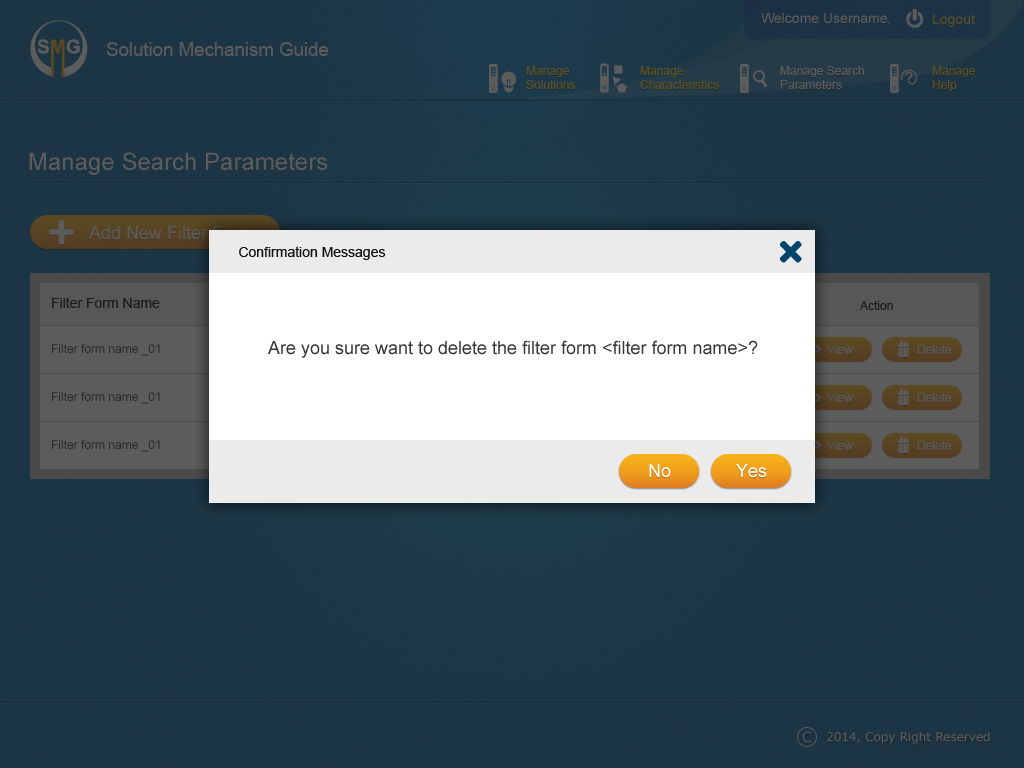 Welcome Username,
Logout
SMG
Solution Mechanism Guide
Manage
Solutions
Manage
Characteristics
Manage Search
Parameters
Manage
Help
Manage Search Parameters
Add New Filter
Confirmation Messages
Filter Form Name
Action
Are you sure want to delete the filter form <filter form name>?
Filter form name _01
View
Delete
Filter form name _01
View
Delete
Filter form name _01
View
Delete
No
Yes
© 2014, Copy Right Reserved